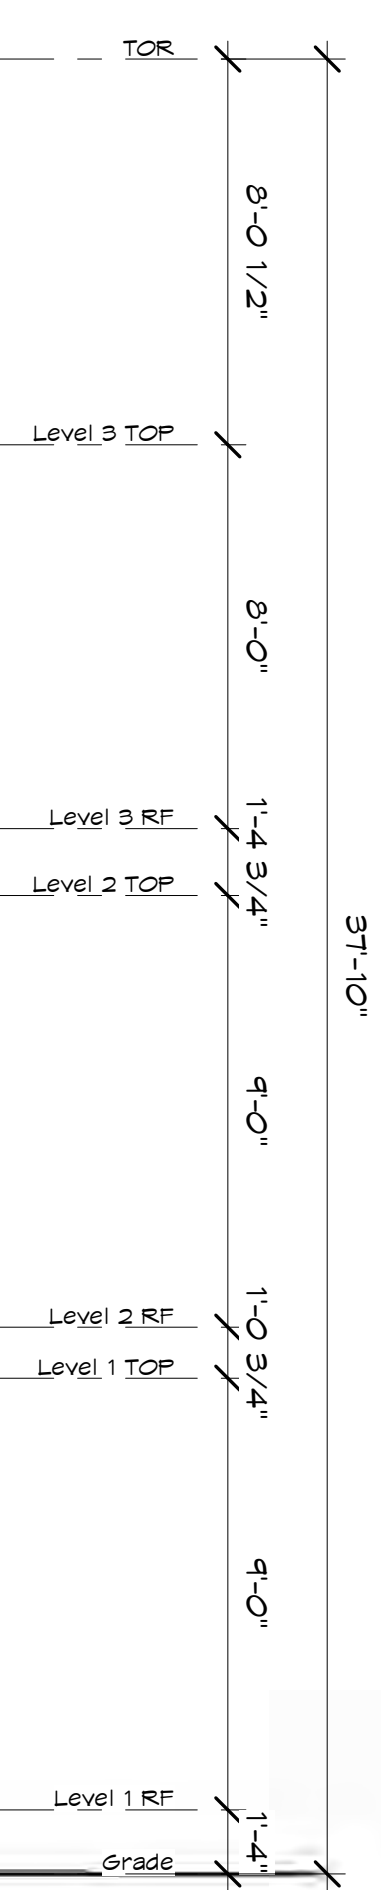 TOR
8'-0 1/2"
Level 3 TOP
8'-0"
Level 3 RF
1'-4 3/4"
Level 2 TOP
37'-10"
9'-0"
Level 2 RF
1'-0 3/4"
Level 1 TOP
9'-0"
Level 1 RF
1'-4"
Grade